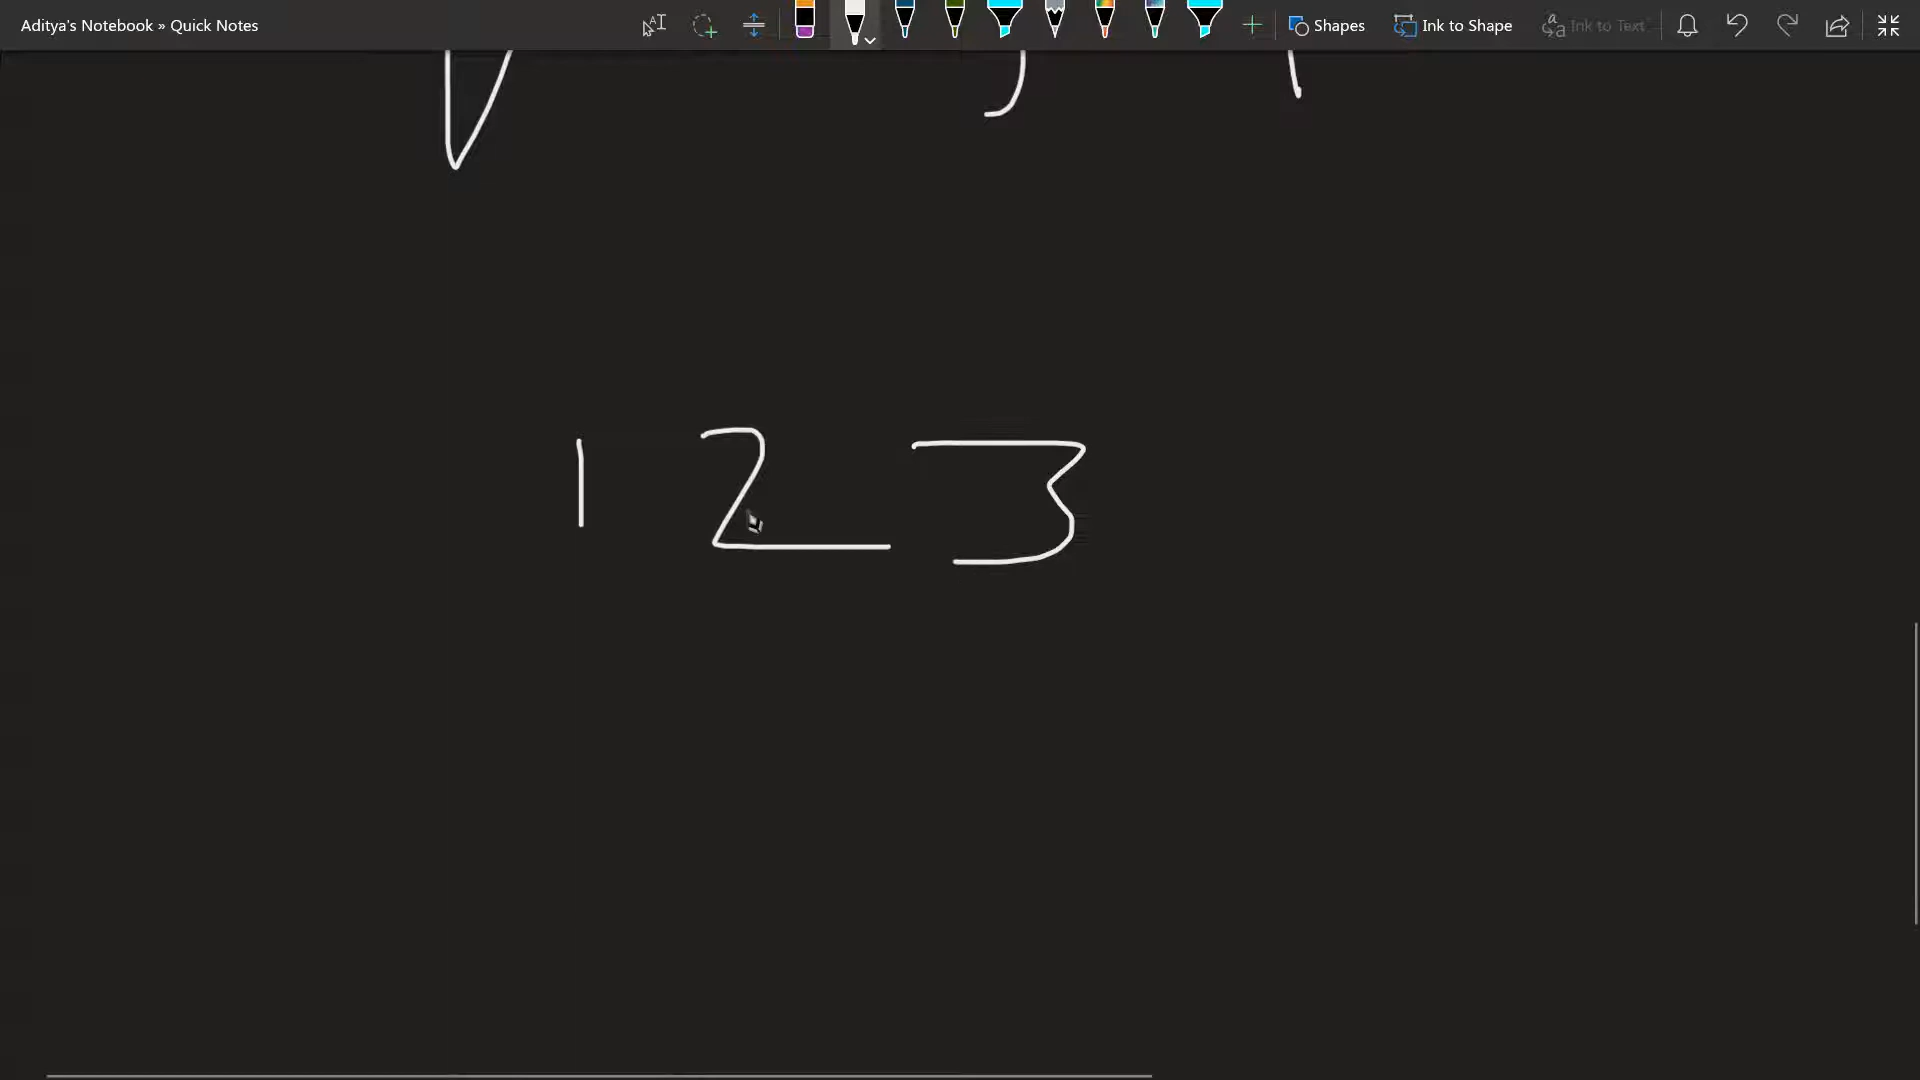 Aditya's Notebook » Quick Notes
Shapes
Ink to Shape
Ink to Text
1 2 3